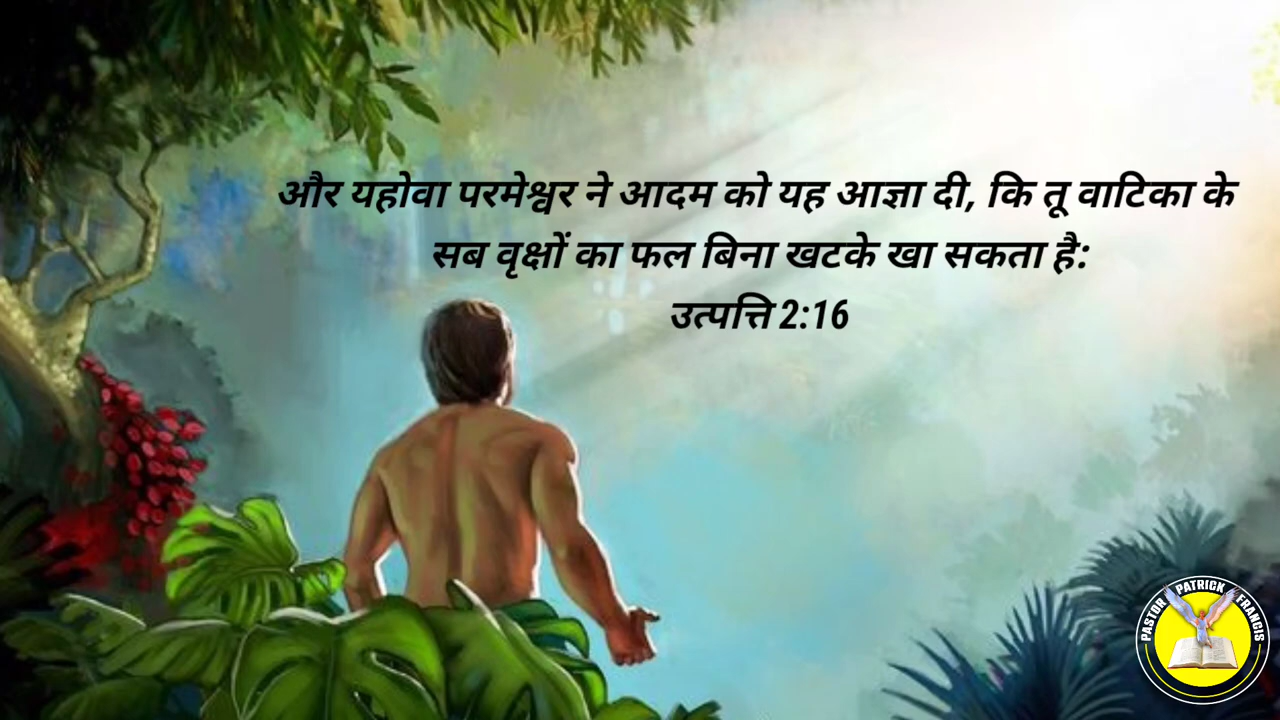 और यहोवा परमेश्वर ने आदम को यह आज्ञा दी, कि तू वाटिका के
सब वृक्षों का फल बिना खटके खा सकता है:
उत्पत्ति 2:16
PASTOR PATRICK FRANCIS